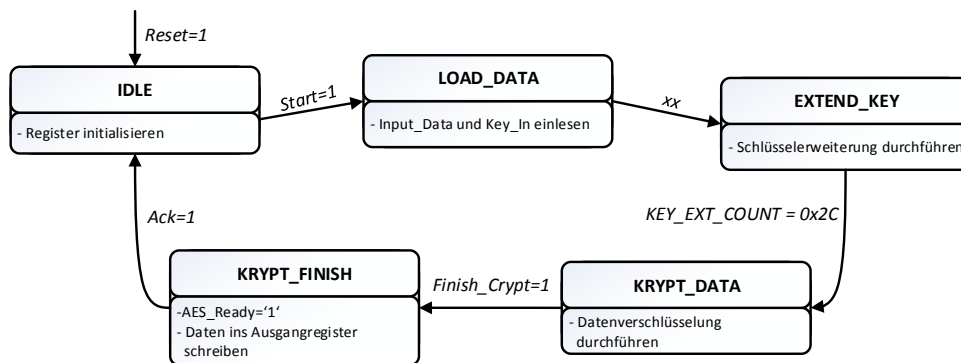 Reset=1
IDLE
- Register initialisieren
Start=1
LOAD_DATA
- Input_Data und Key_In einlesen
xx
EXTEND_KEY
- Schlüsselerweiterung durchführen
KEY_EXT_COUNT = 0x2C
KRYPT_DATA
- Datenverschlüsselung
durchführen
Finish_Crypt=1
KRYPT_FINISH
-AES_Ready=‘1‘
- Daten ins Ausgangregister
schreiben
Ack=1